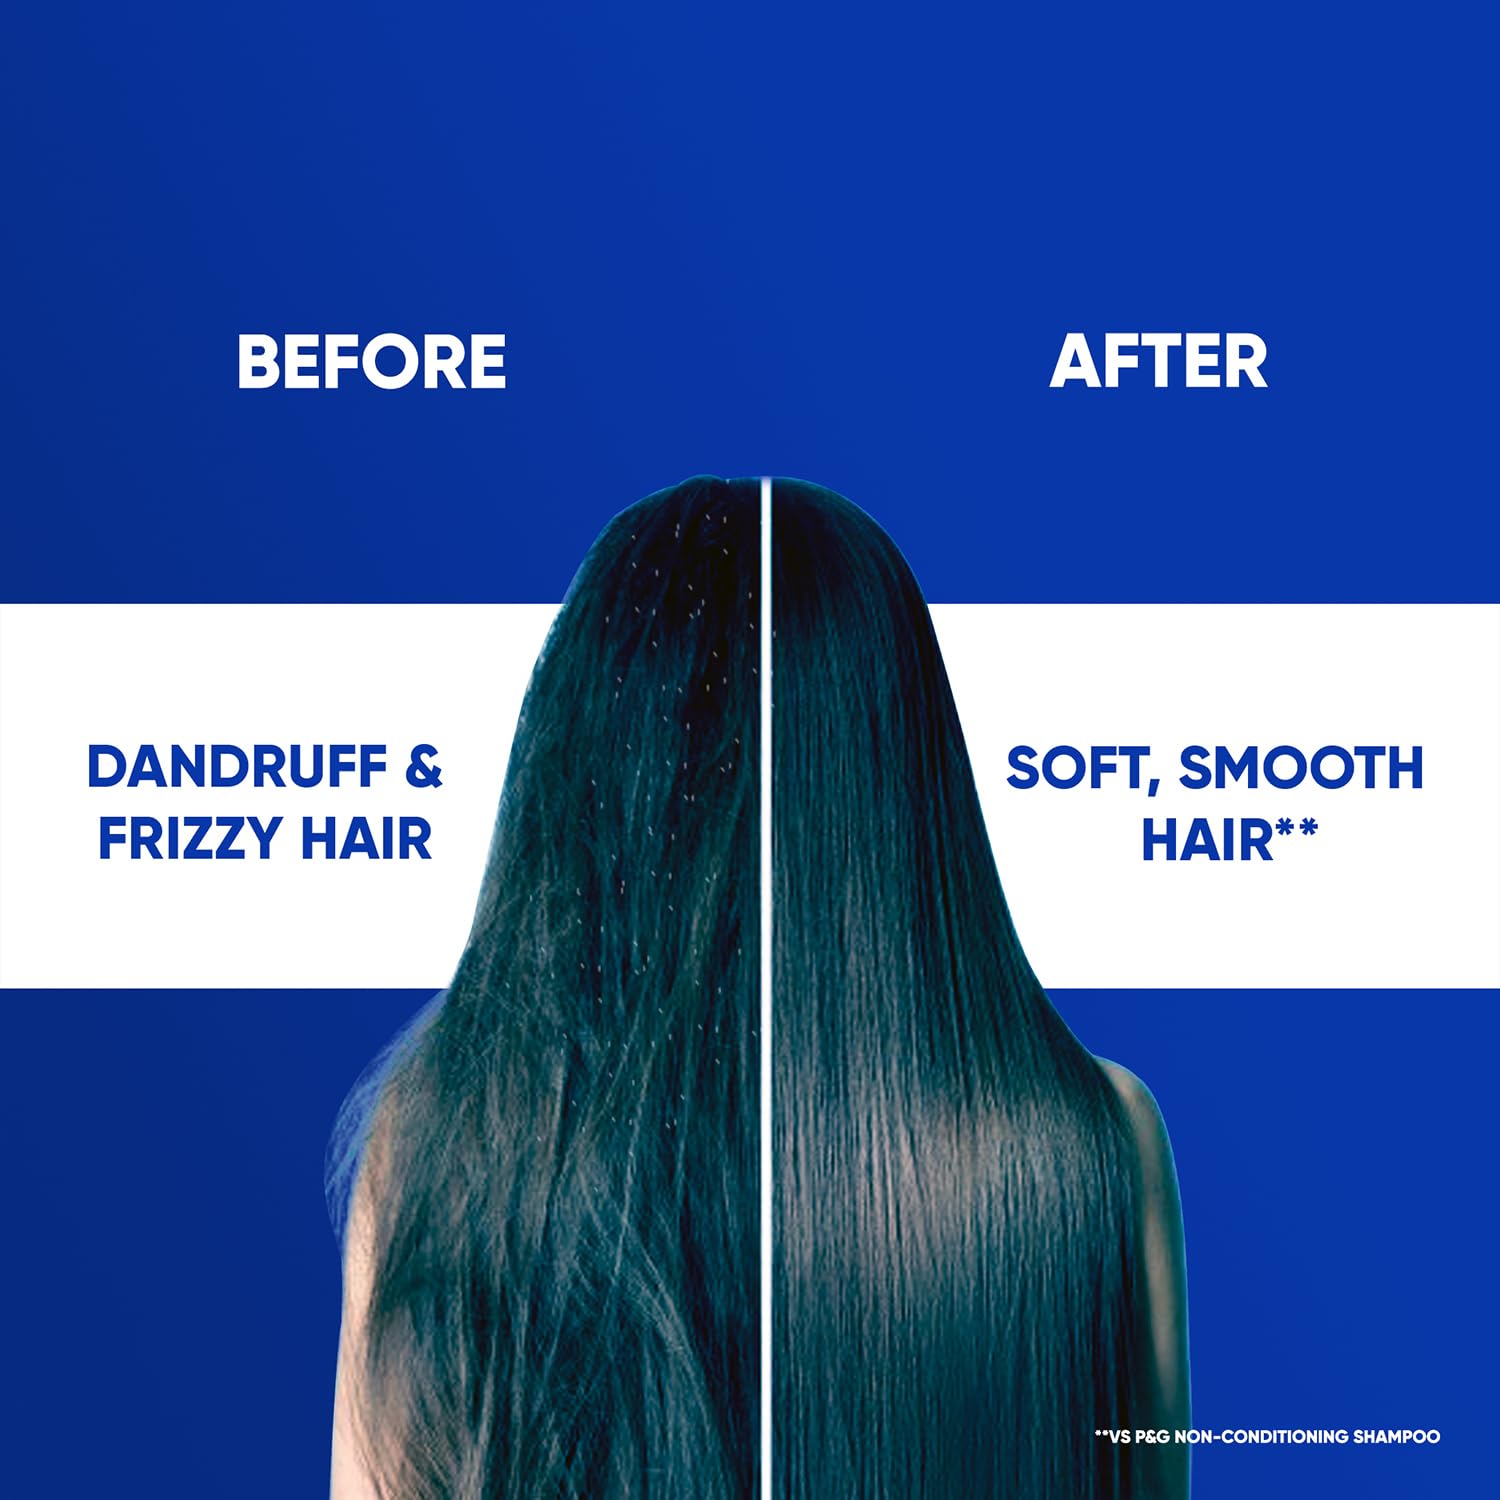 BEFORE
AFTER
DANDRUFF &
FRIZZY HAIR
SOFT, SMOOTH
HAIR**
**VS P&G NON-CONDITIONING SHAMPOO